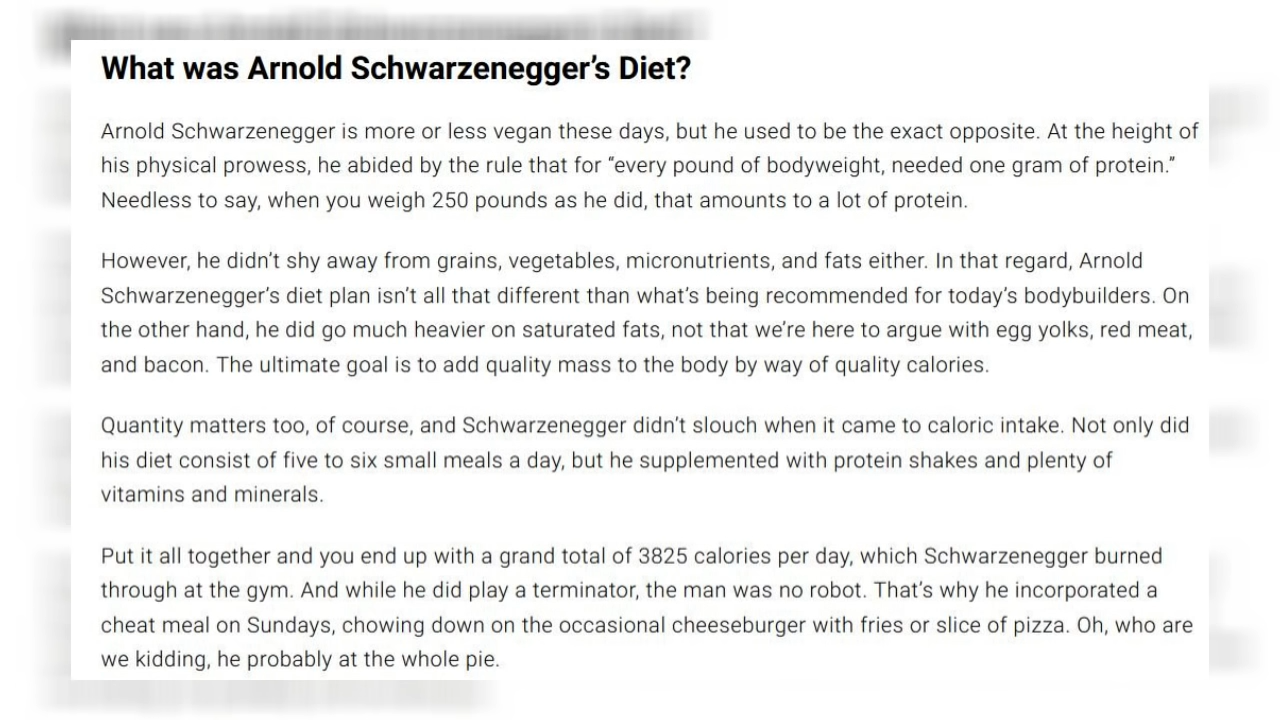 What was Arnold Schwarzenegger’s Diet?
Arnold Schwarzenegger is more or less vegan these days, but he used to be the exact opposite. At the height of
his physical prowess, he abided by the rule that for “every pound of bodyweight, needed one gram of protein.”
Needless to say, when you weigh 250 pounds as he did, that amounts to a lot of protein.
However, he didn’t shy away from grains, vegetables, micronutrients, and fats either. In that regard, Arnold
Schwarzenegger’s diet plan isn’t all that different than what’s being recommended for today’s bodybuilders. On
the other hand, he did go much heavier on saturated fats, not that we’re here to argue with egg yolks, red meat,
and bacon. The ultimate goal is to add quality mass to the body by way of quality calories.
Quantity matters too, of course, and Schwarzenegger didn’t slouch when it came to caloric intake. Not only did
his diet consist of five to six small meals a day, but he supplemented with protein shakes and plenty of
vitamins and minerals.
Put it all together and you end up with a grand total of 3825 calories per day, which Schwarzenegger burned
through at the gym. And while he did play a terminator, the man was no robot. That’s why he incorporated a
cheat meal on Sundays, chowing down on the occasional cheeseburger with fries or slice of pizza. Oh, who are
we kidding, he probably at the whole pie.